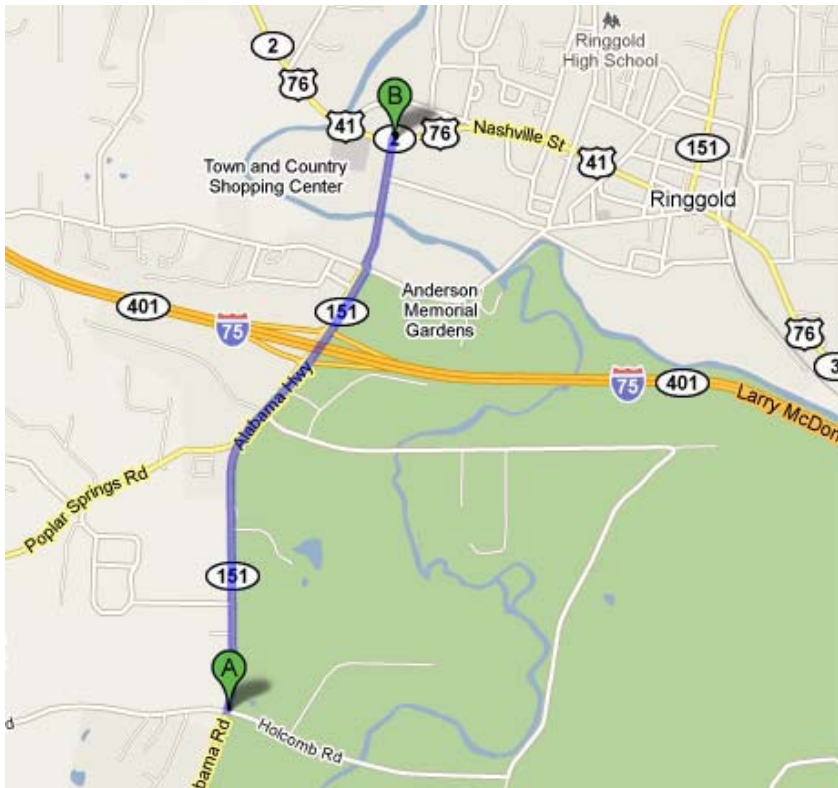 Ringgold
High School
2
76
B
41
2
76
Nashville St
41
151
Town and Country
Shopping Center
Ringgold
401
75
151
Anderson
Memorial
Gardens
76
3
75
401
Larry McDon
Alabama Hwy
Poplar Springs Rd
151
A
d
bama Rd
Holcomb Rd